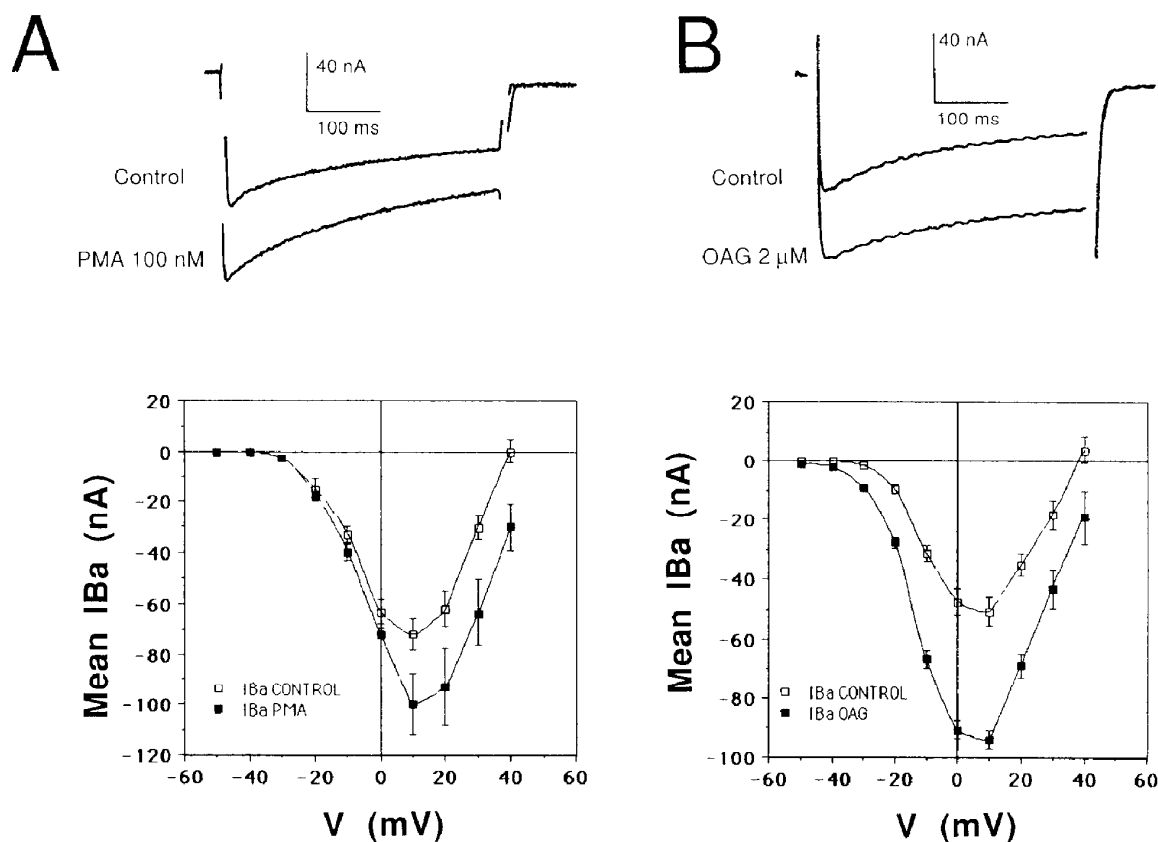 A
40 nA
100 ms
Control
PMA 100 nM
B
40 nA
100 ms
Control
OAG 2 µM
20
0
-20
-40
-60
-80
-100
-120
Mean IBa (nA)
IBa CONTROL
IBa PMA
-60 -40 -20 0 20 40 60
V (mV)
20
0
-20
-40
-60
-80
-100
Mean IBa (nA)
IBa CONTROL
IBa OAG
-60 -40 -20 0 20 40 60
V (mV)